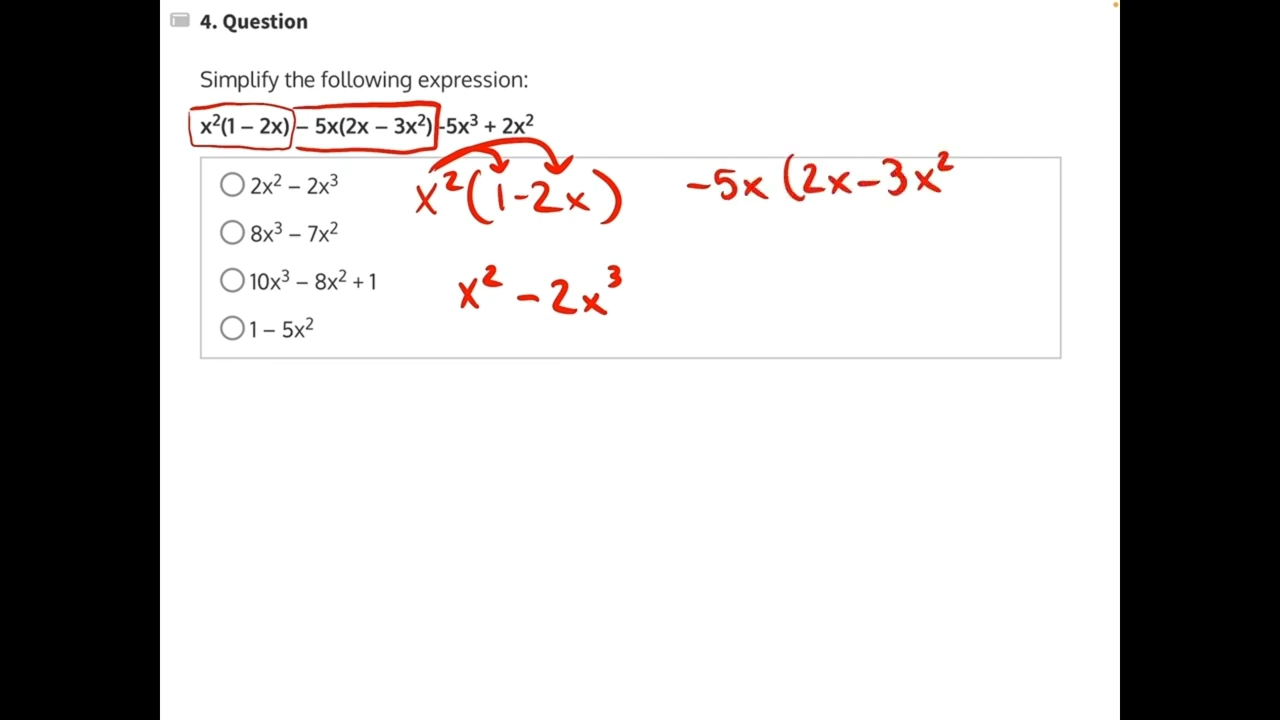 4. Question
Simplify the following expression:
x²(1 – 2x) – 5x(2x – 3x²) -5x³ + 2x²
2x² – 2x³
8x³ – 7x²
10x³ – 8x² + 1
1 – 5x²
x²(1-2x)
-5x (2x-3x²
x² - 2x³